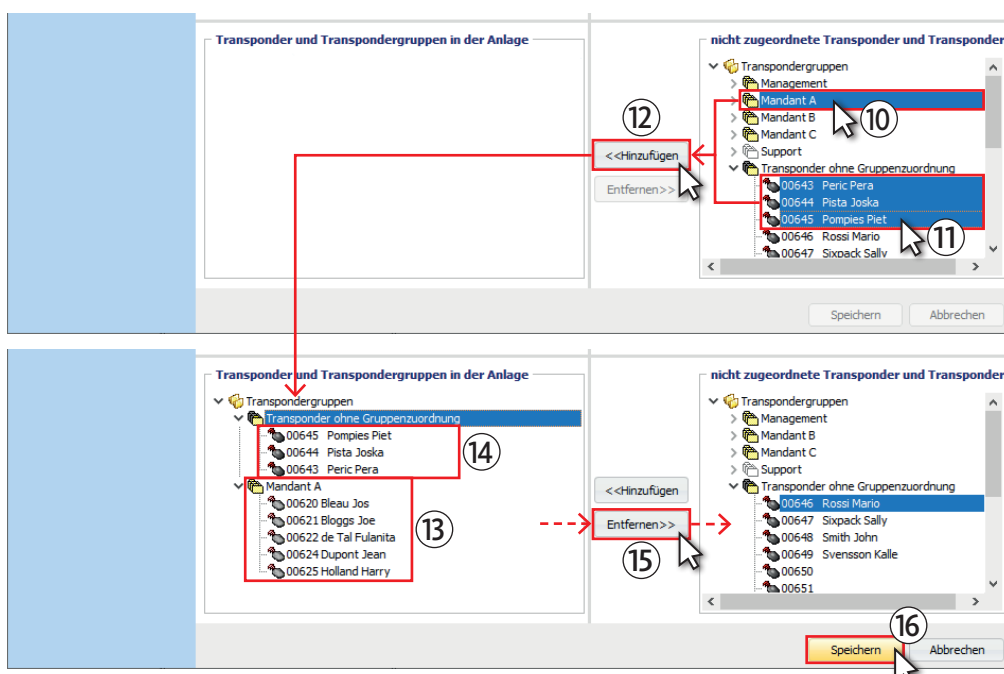 Transponder und Transpondergruppen in der Anlage
nicht zugeordnete Transponder und Transponder
Transpondergruppen
Management
Mandant A
10
Mandant B
Mandant C
Support
Transponder ohne Gruppenzuordnung
00643 Peric Pera
00644 Pista Joska
00645 Pompies Piet
11
00646 Rossi Mario
00647 Sixpack Sally
12
<<Hinzufügen
Entfernen>>
Speichern
Abbrechen
Transponder und Transpondergruppen in der Anlage
Transpondergruppen
Transponder ohne Gruppenzuordnung
00645 Pompies Piet
00644 Pista Joska
00643 Peric Pera
14
Mandant A
00620 Bleau Jos
00621 Bloggs Joe
00622 de Tal Fulanita
00624 Dupont Jean
00625 Holland Harry
13
<<Hinzufügen
Entfernen>>
15
nicht zugeordnete Transponder und Transponder
Transpondergruppen
Management
Mandant B
Mandant C
Support
Transponder ohne Gruppenzuordnung
00646 Rossi Mario
00647 Sixpack Sally
00648 Smith John
00649 Svensson Kalle
00650
00651
16
Speichern
Abbrechen